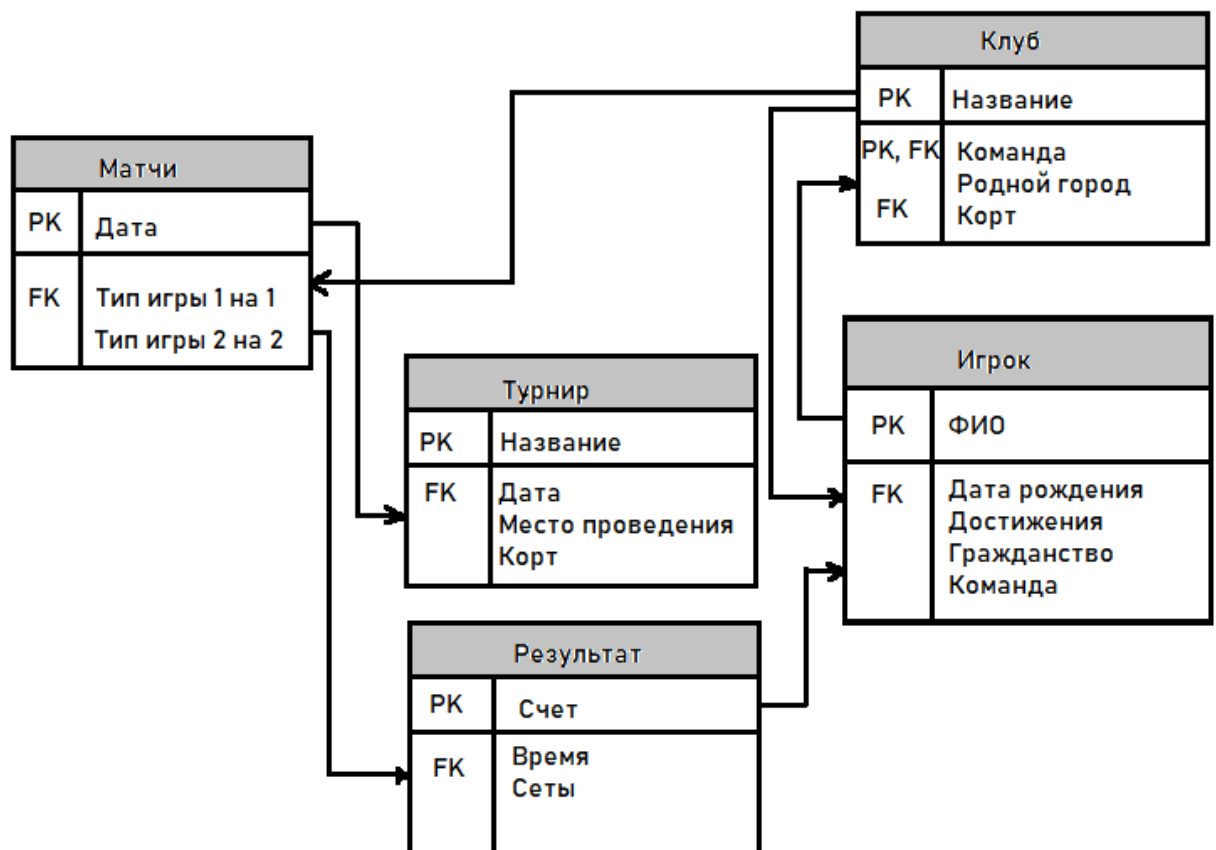 Клуб
PK Название
PK, FK Команда
Родной город
FK Корт
Матчи
PK Дата
FK Тип игры 1 на 1
Тип игры 2 на 2
Турнир
PK Название
FK Дата
Место проведения
Корт
Игрок
PK ФИО
FK Дата рождения
Достижения
Гражданство
Команда
Результат
PK Счет
FK Время
Сеты